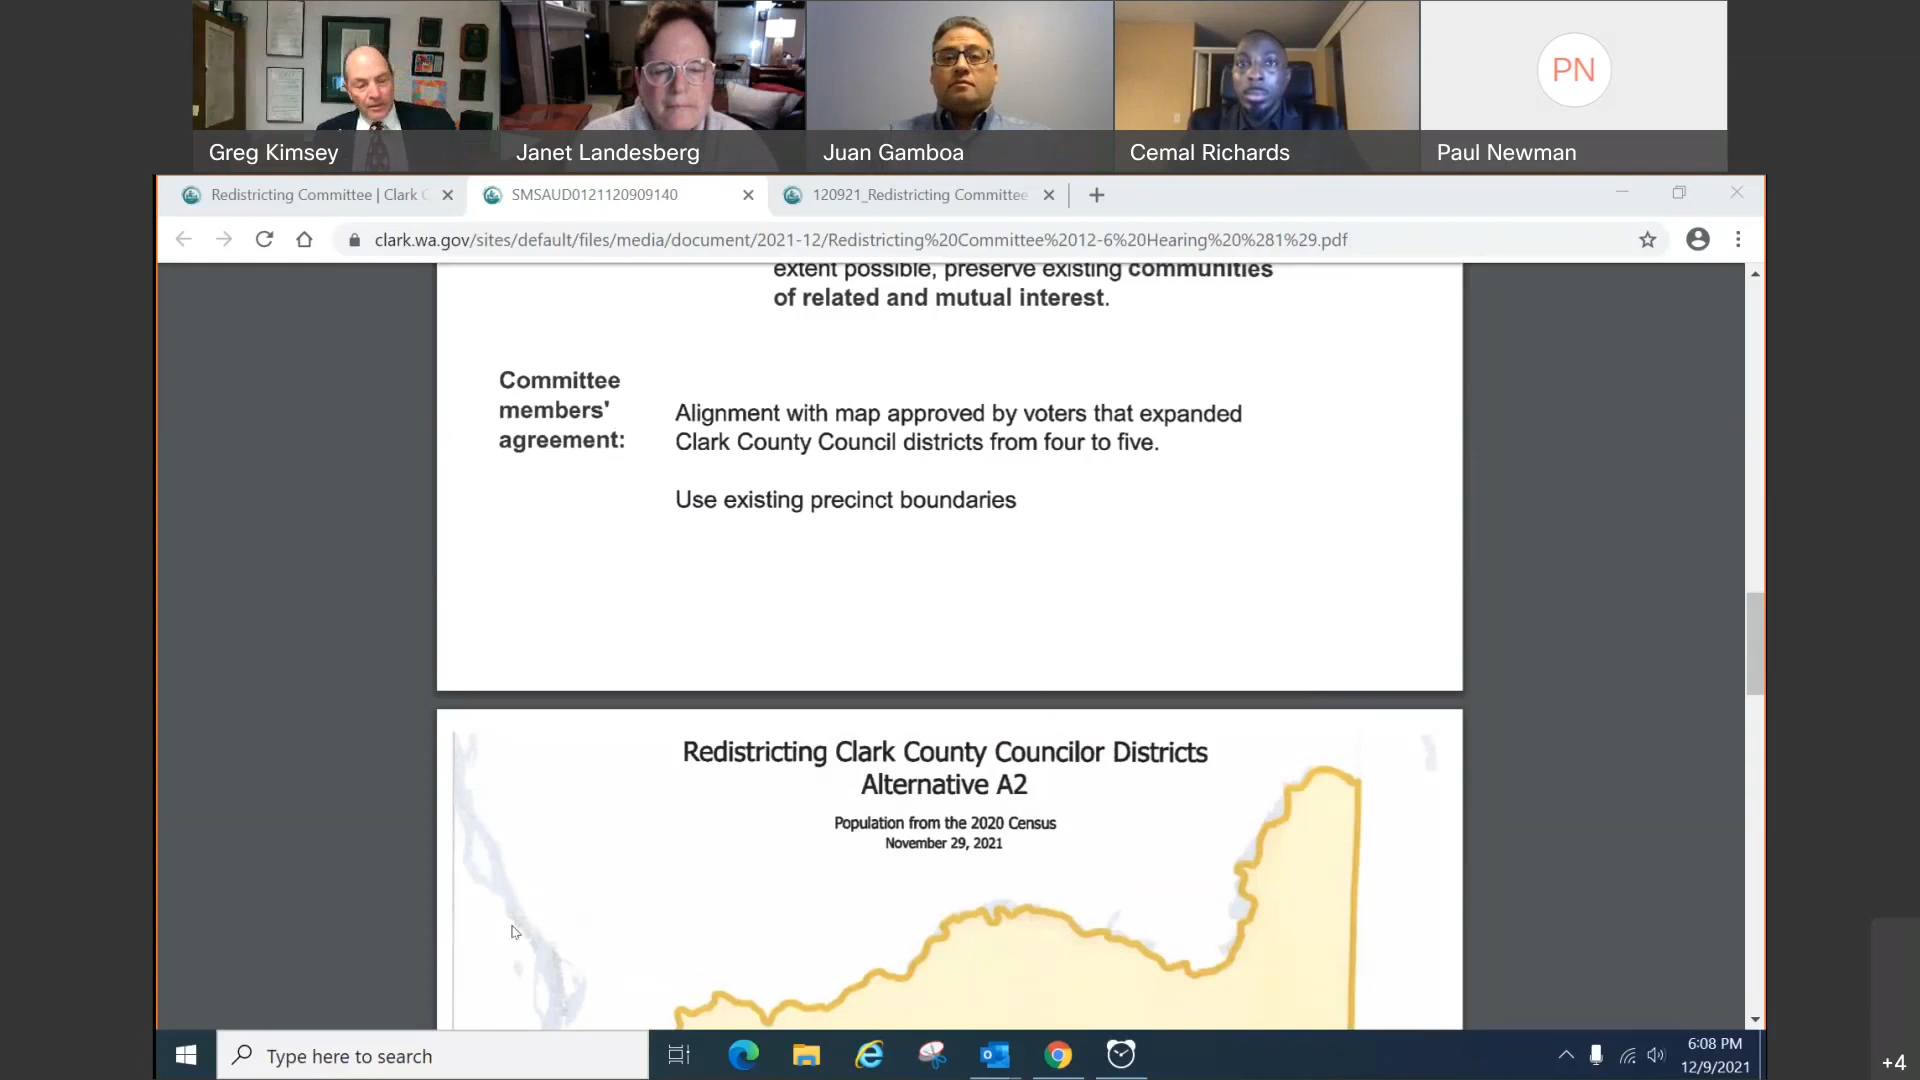 PN
Greg Kimsey
Janet Landesberg
Juan Gamboa
Cemal Richards
Paul Newman
Redistricting Committee | Clark C
SMSAUD0121120909140
120921_Redistricting Committee
clark.wa.gov/sites/default/files/media/document/2021-12/Redistricting%20Committee%2012-6%20Hearing%20%281%29.pdf
extent possible, preserve existing communities
of related and mutual interest.
Committee
members'
agreement:
Alignment with map approved by voters that expanded
Clark County Council districts from four to five.
Use existing precinct boundaries
Redistricting Clark County Councilor Districts
Alternative A2
Population from the 2020 Census
November 29, 2021
Type here to search
6:08 PM
12/9/2021
+4